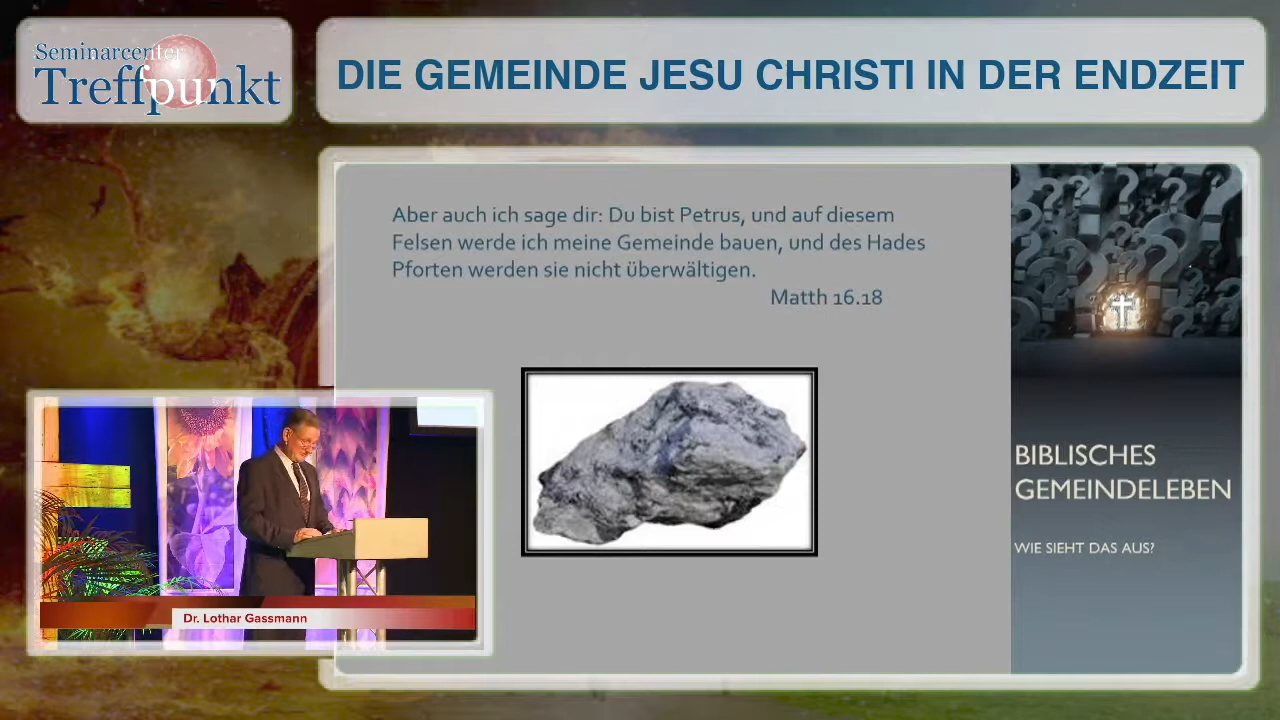 Seminarcenter
Treffpunkt
DIE GEMEINDE JESU CHRISTI IN DER ENDZEIT
Aber auch ich sage dir: Du bist Petrus, und auf diesem
Felsen werde ich meine Gemeinde bauen, und des Hades
Pforten werden sie nicht überwältigen.
Matth 16.18
BIBLISCHES
GEMEINDELEBEN
WIE SIEHT DAS AUS?
Dr. Lothar Gassmann